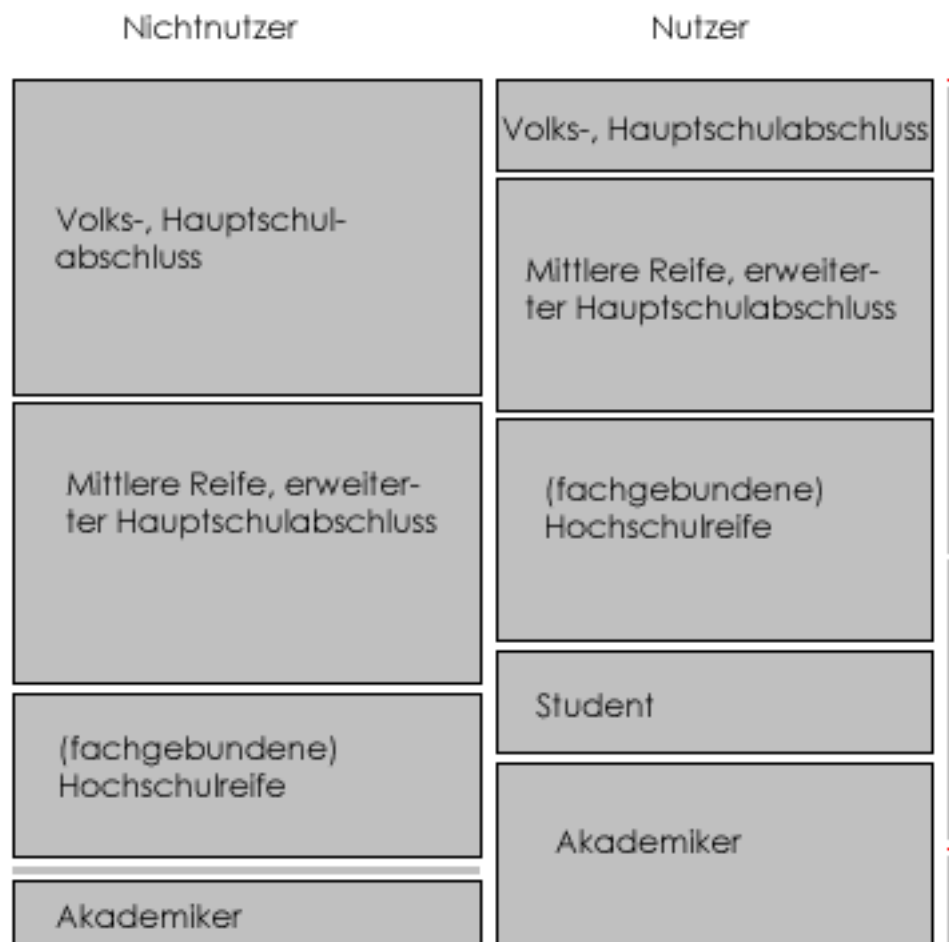 Nichtnutzer
Nutzer
Volks-, Hauptschul-
abschluss
Mittlere Reife, erweiter-
ter Hauptschulabschluss
(fachgebundene)
Hochschulreife
Akademiker
Volks-, Hauptschulabschluss
Mittlere Reife, erweiter-
ter Hauptschulabschluss
(fachgebundene)
Hochschulreife
Student
Akademiker